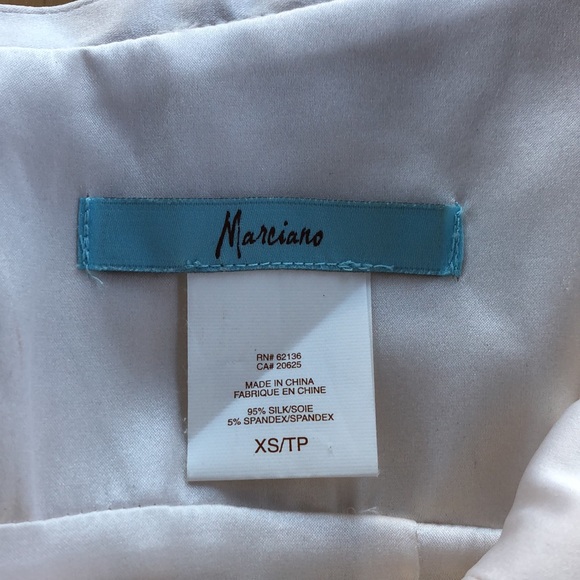 Marciano
RN# 62136
CA# 20625
MADE IN CHINA
FABRIQUE EN CHINE
95% SILK/SOIE
5% SPANDEX/SPANDEX
XS/TP